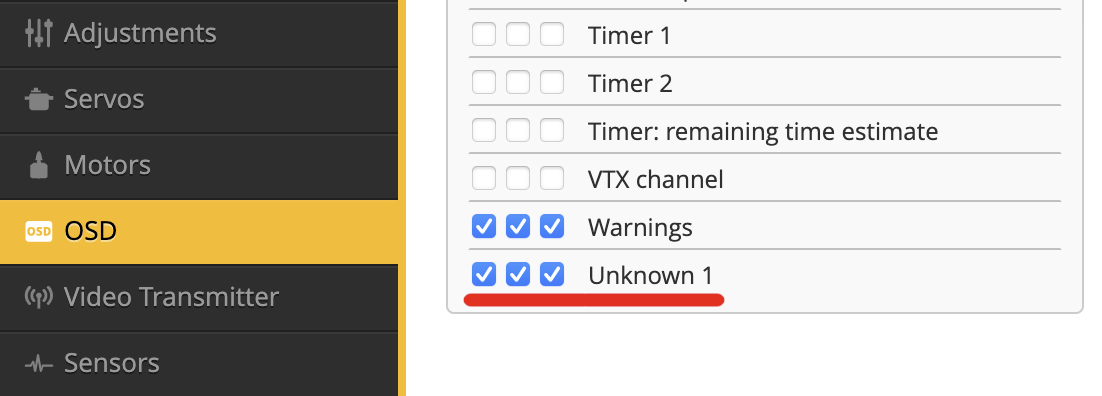 Adjustments
Servos
Motors
OSD OSD
Video Transmitter
Sensors
Timer 1
Timer 2
Timer: remaining time estimate
VTX channel
Warnings
Unknown 1